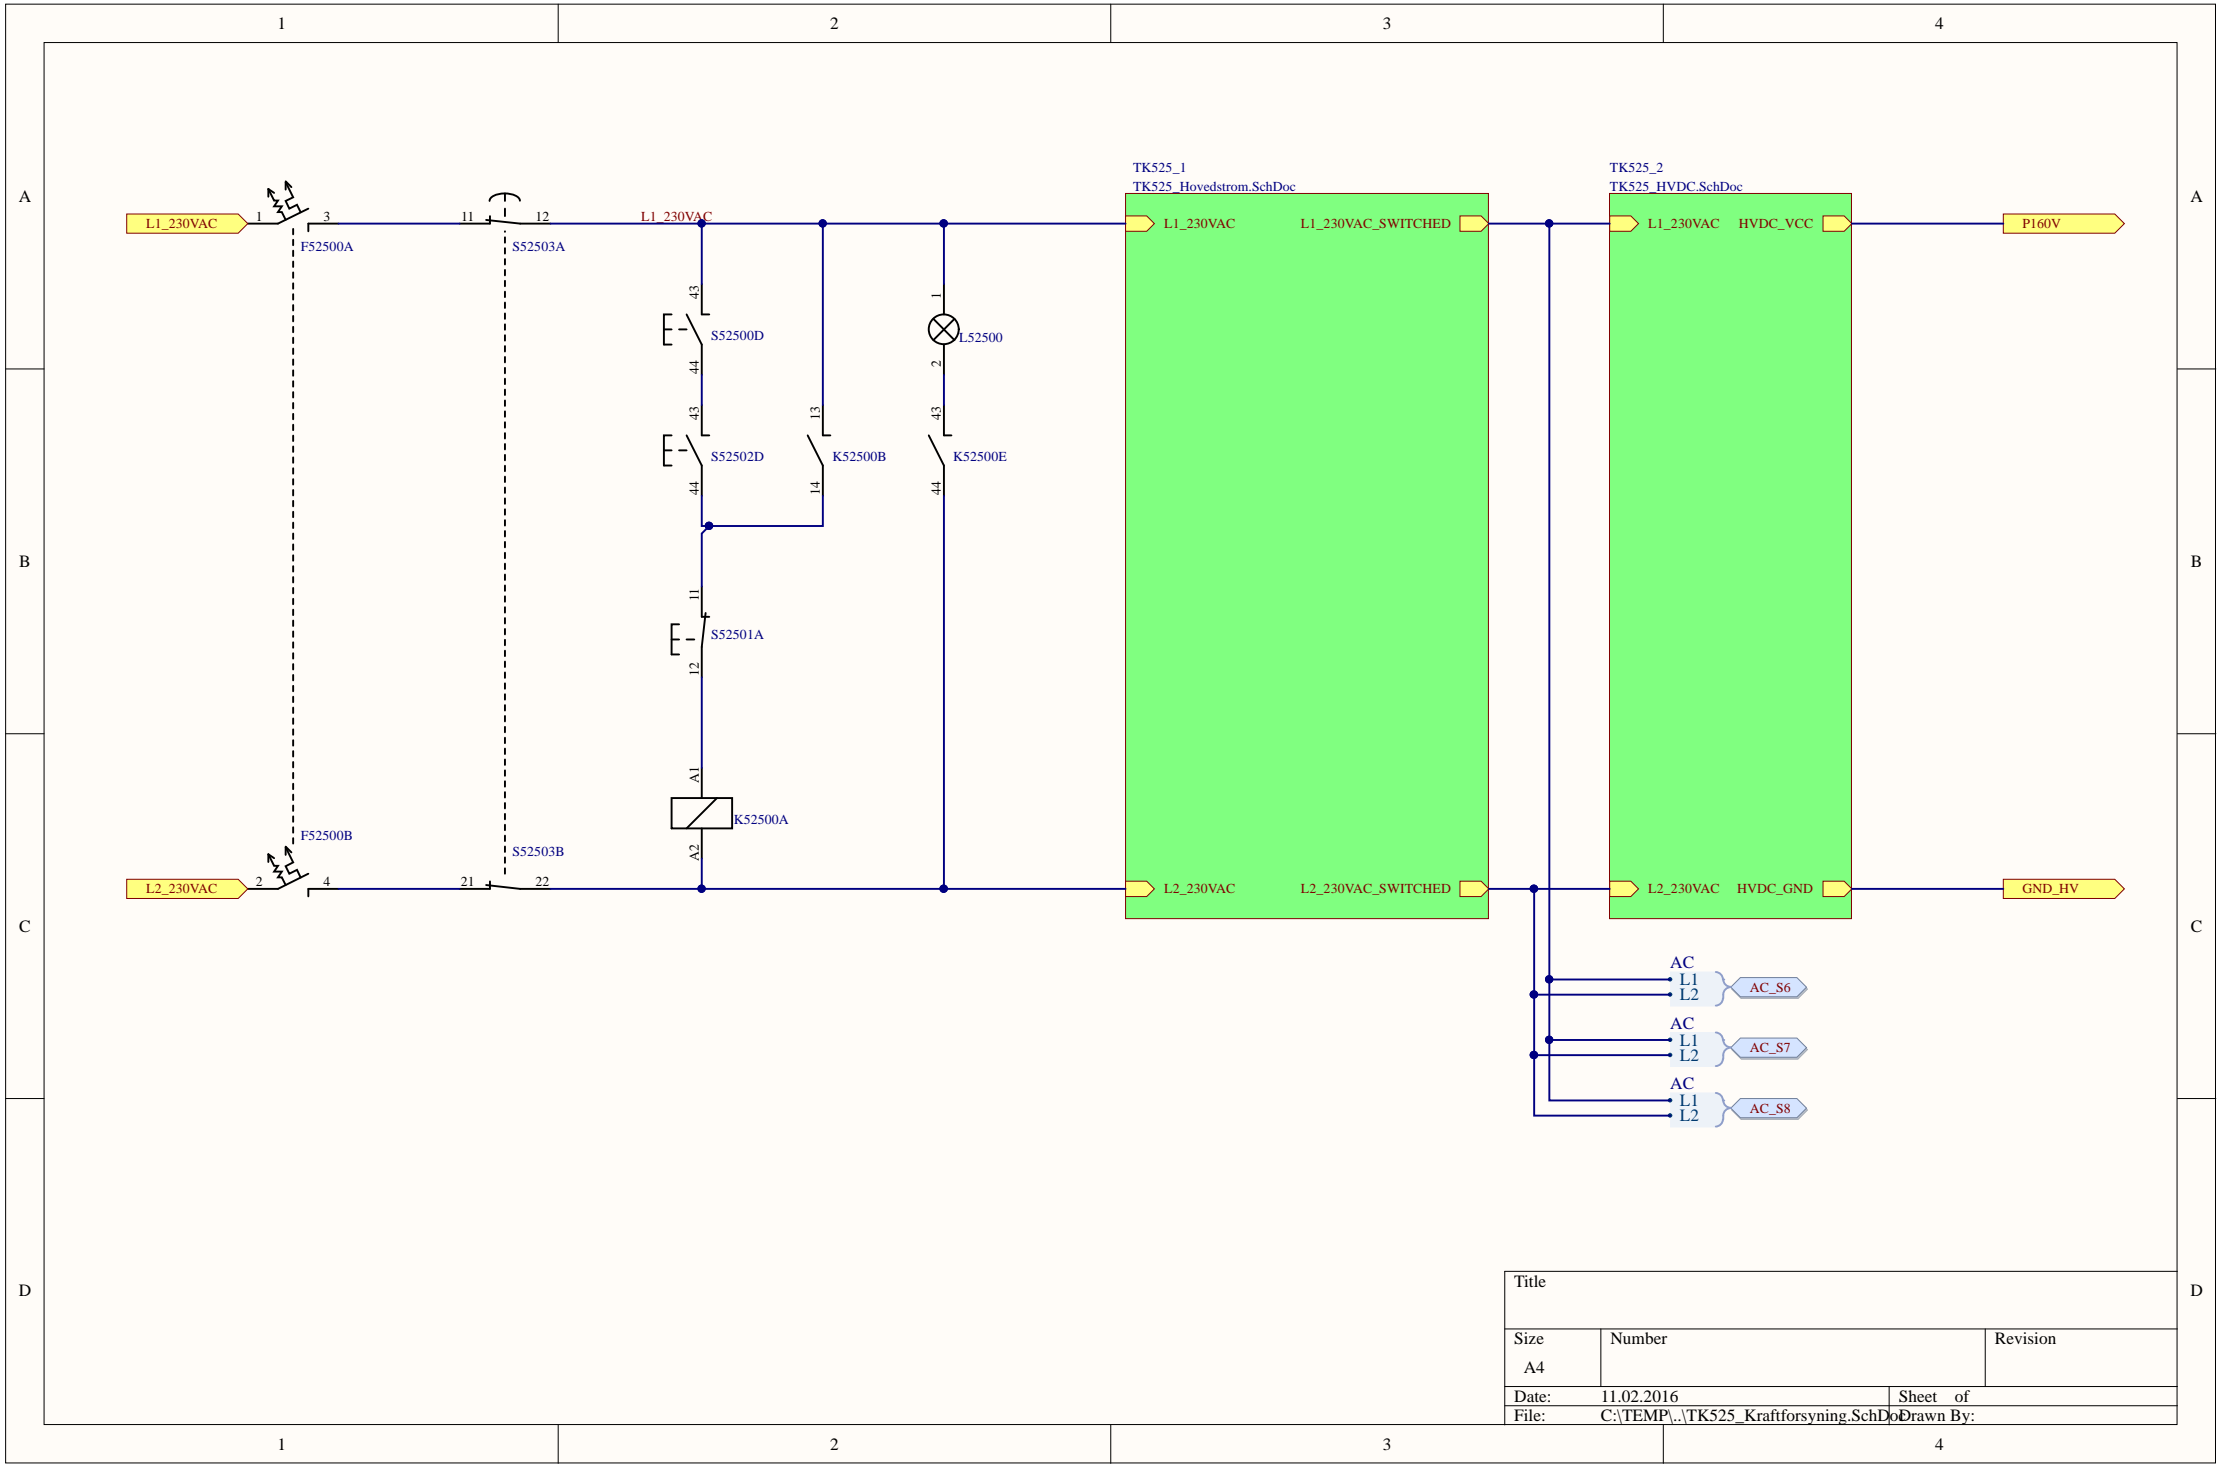 1 2 3 4
A A
TK525_1 TK525_2
TK525_Hovedstrom.SchDoc TK525_HVDC.SchDoc
L1_230VAC 1 3 11 12 L1_230VAC L1_230VAC L1_230VAC_SWITCHED L1_230VAC HVDC_VCC P160V
F52500A S52503A
43 1
S52500D L52500
44 2
43 13 43
S52502D K52500B K52500E
44 14 44
B B
11
S52501A
12
A1
K52500A
F52500B
A2
S52503B
L2_230VAC 2 4 21 22 L2_230VAC L2_230VAC_SWITCHED L2_230VAC HVDC_GND GND_HV
C C
AC
L1
L2
AC_S6
AC
L1
L2
AC_S7
AC
L1
L2
AC_S8
D D
Title
Size Number Revision
A4
Date: 11.02.2016 Sheet of
File: C:\TEMP\..\TK525_Kraftforsyning.SchDoc Drawn By:
1 2 3 4